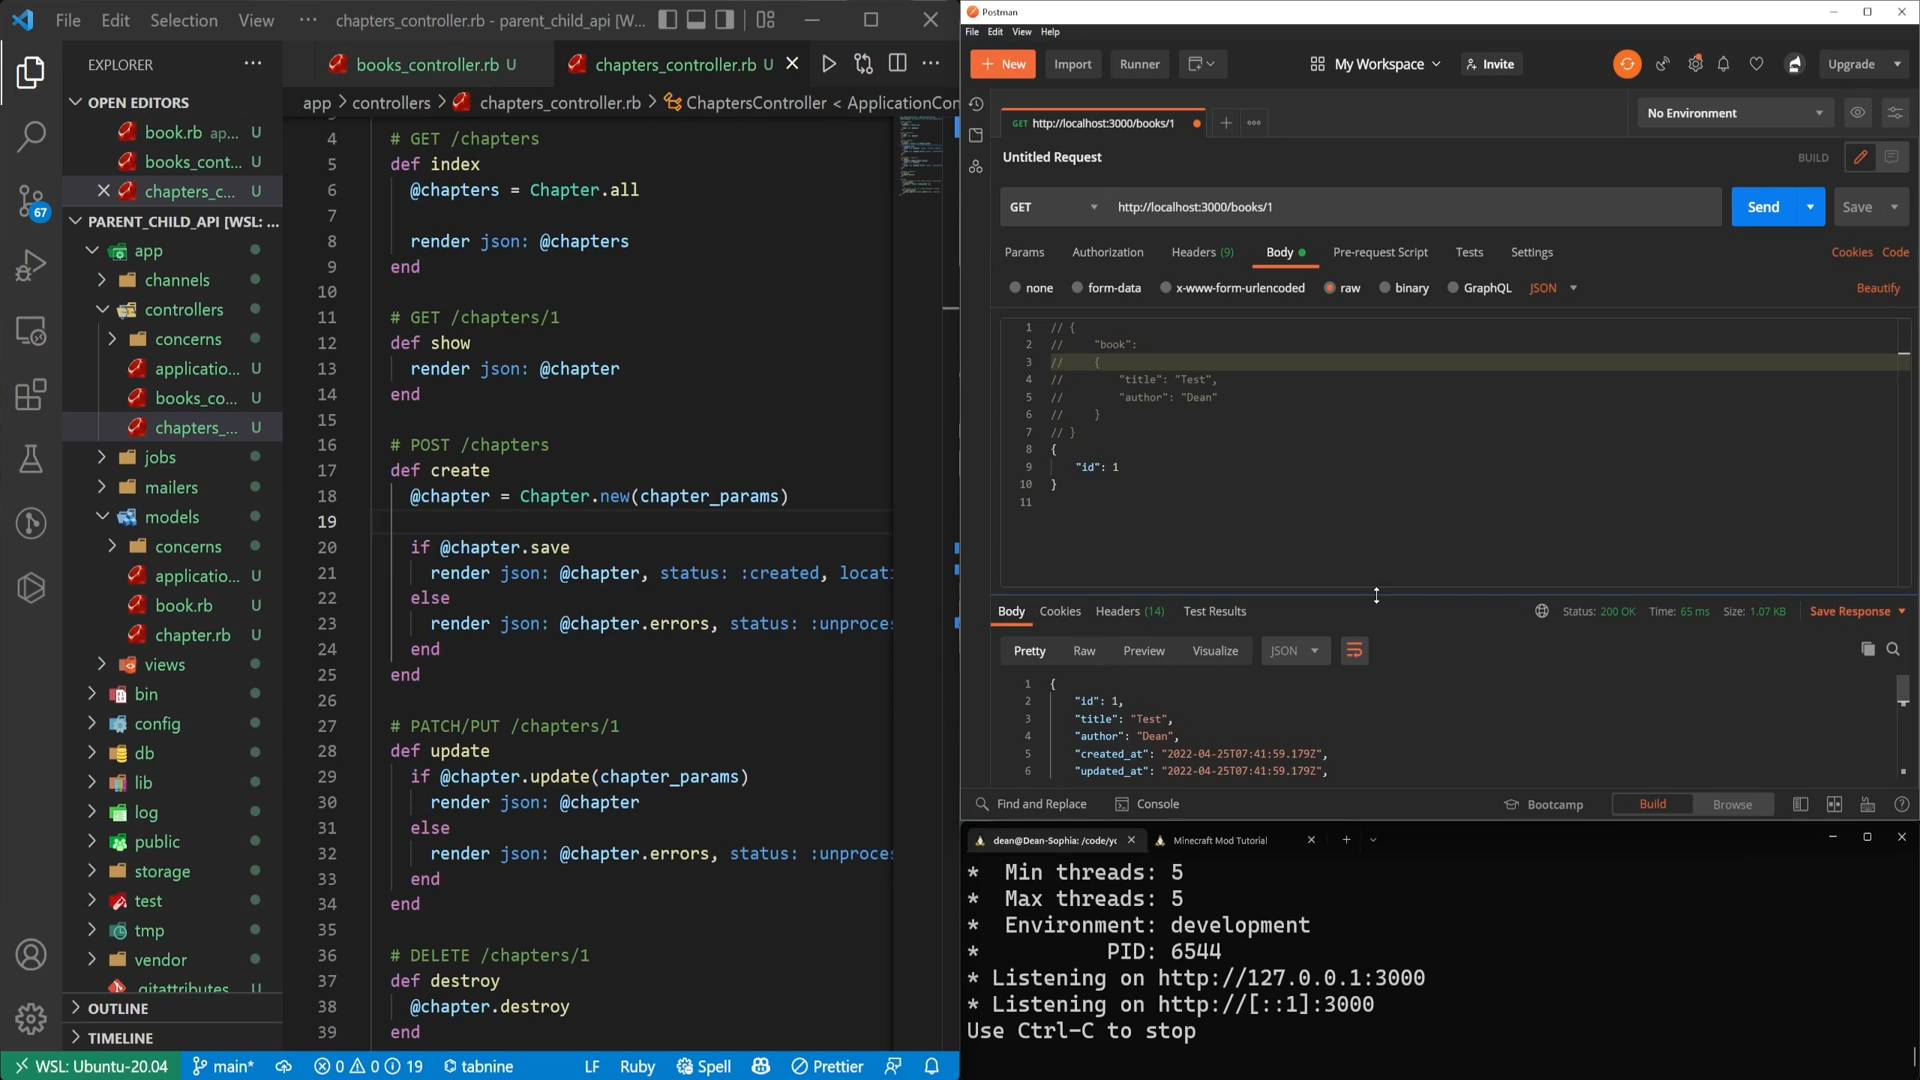 File Edit Selection View ··· chapters_controller.rb - parent_child_api [W...
EXPLORER ···
OPEN EDITORS
book.rb ap... U
books_cont... U
chapters_c... U
PARENT_CHILD_API [WSL: ...
app
channels
controllers
concerns
applicatio... U
books_co... U
chapters_... U
jobs
mailers
models
concerns
applicatio... U
book.rb U
chapter.rb U
views
bin
config
db
lib
log
public
storage
test
tmp
vendor
.gitattributes U
OUTLINE
TIMELINE
67
books_controller.rb U
chapters_controller.rb U
app > controllers > chapters_controller.rb > ChaptersController < ApplicationCon
4 # GET /chapters
5 def index
6 @chapters = Chapter.all
7
8 render json: @chapters
9 end
10
11 # GET /chapters/1
12 def show
13 render json: @chapter
14 end
15
16 # POST /chapters
17 def create
18 @chapter = Chapter.new(chapter_params)
19
20 if @chapter.save
21 render json: @chapter, status: :created, locat
22 else
23 render json: @chapter.errors, status: :unproce
24 end
25 end
26
27 # PATCH/PUT /chapters/1
28 def update
29 if @chapter.update(chapter_params)
30 render json: @chapter
31 else
32 render json: @chapter.errors, status: :unproce
33 end
34 end
35
36 # DELETE /chapters/1
37 def destroy
38 @chapter.destroy
39 end
WSL: Ubuntu-20.04 main* 0 0 19 tabnine LF Ruby Spell Prettier
Postman
File Edit View Help
+ New Import Runner My Workspace Invite Upgrade
GET http://localhost:3000/books/1 + ooo No Environment
Untitled Request BUILD
GET http://localhost:3000/books/1 Send Save
Params Authorization Headers (9) Body Pre-request Script Tests Settings Cookies Code
none form-data x-www-form-urlencoded raw binary GraphQL JSON Beautify
1 // {
2 // "book":
3 // {
4 // "title": "Test",
5 // "author": "Dean"
6 // }
7 // }
8 {
9 "id": 1
10 }
11
Body Cookies Headers (14) Test Results Status: 200 OK Time: 65 ms Size: 1.07 KB Save Response
Pretty Raw Preview Visualize JSON
1 {
2 "id": 1,
3 "title": "Test",
4 "author": "Dean",
5 "created_at": "2022-04-25T07:41:59.179Z",
6 "updated_at": "2022-04-25T07:41:59.179Z",
Find and Replace Console Bootcamp Build Browse
dean@Dean-Sophia: /code/yc Minecraft Mod Tutorial
* Min threads: 5
* Max threads: 5
* Environment: development
* PID: 6544
* Listening on http://127.0.0.1:3000
* Listening on http://[::1]:3000
Use Ctrl-C to stop